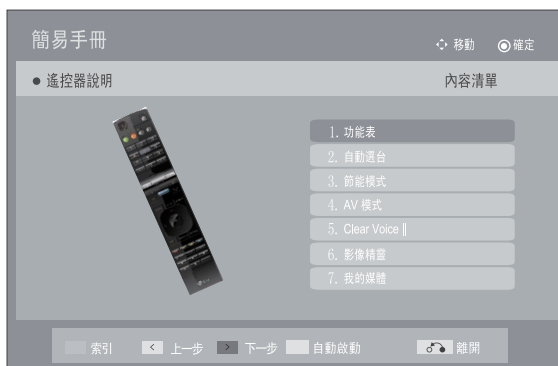 簡易手冊
移動 確定
● 遙控器說明
內容清單
1. 功能表
2. 自動選台
3. 節能模式
4. AV 模式
5. Clear Voice II
6. 影像精靈
7. 我的媒體
索引 < 上一步 > 下一步 自動啟動 離開